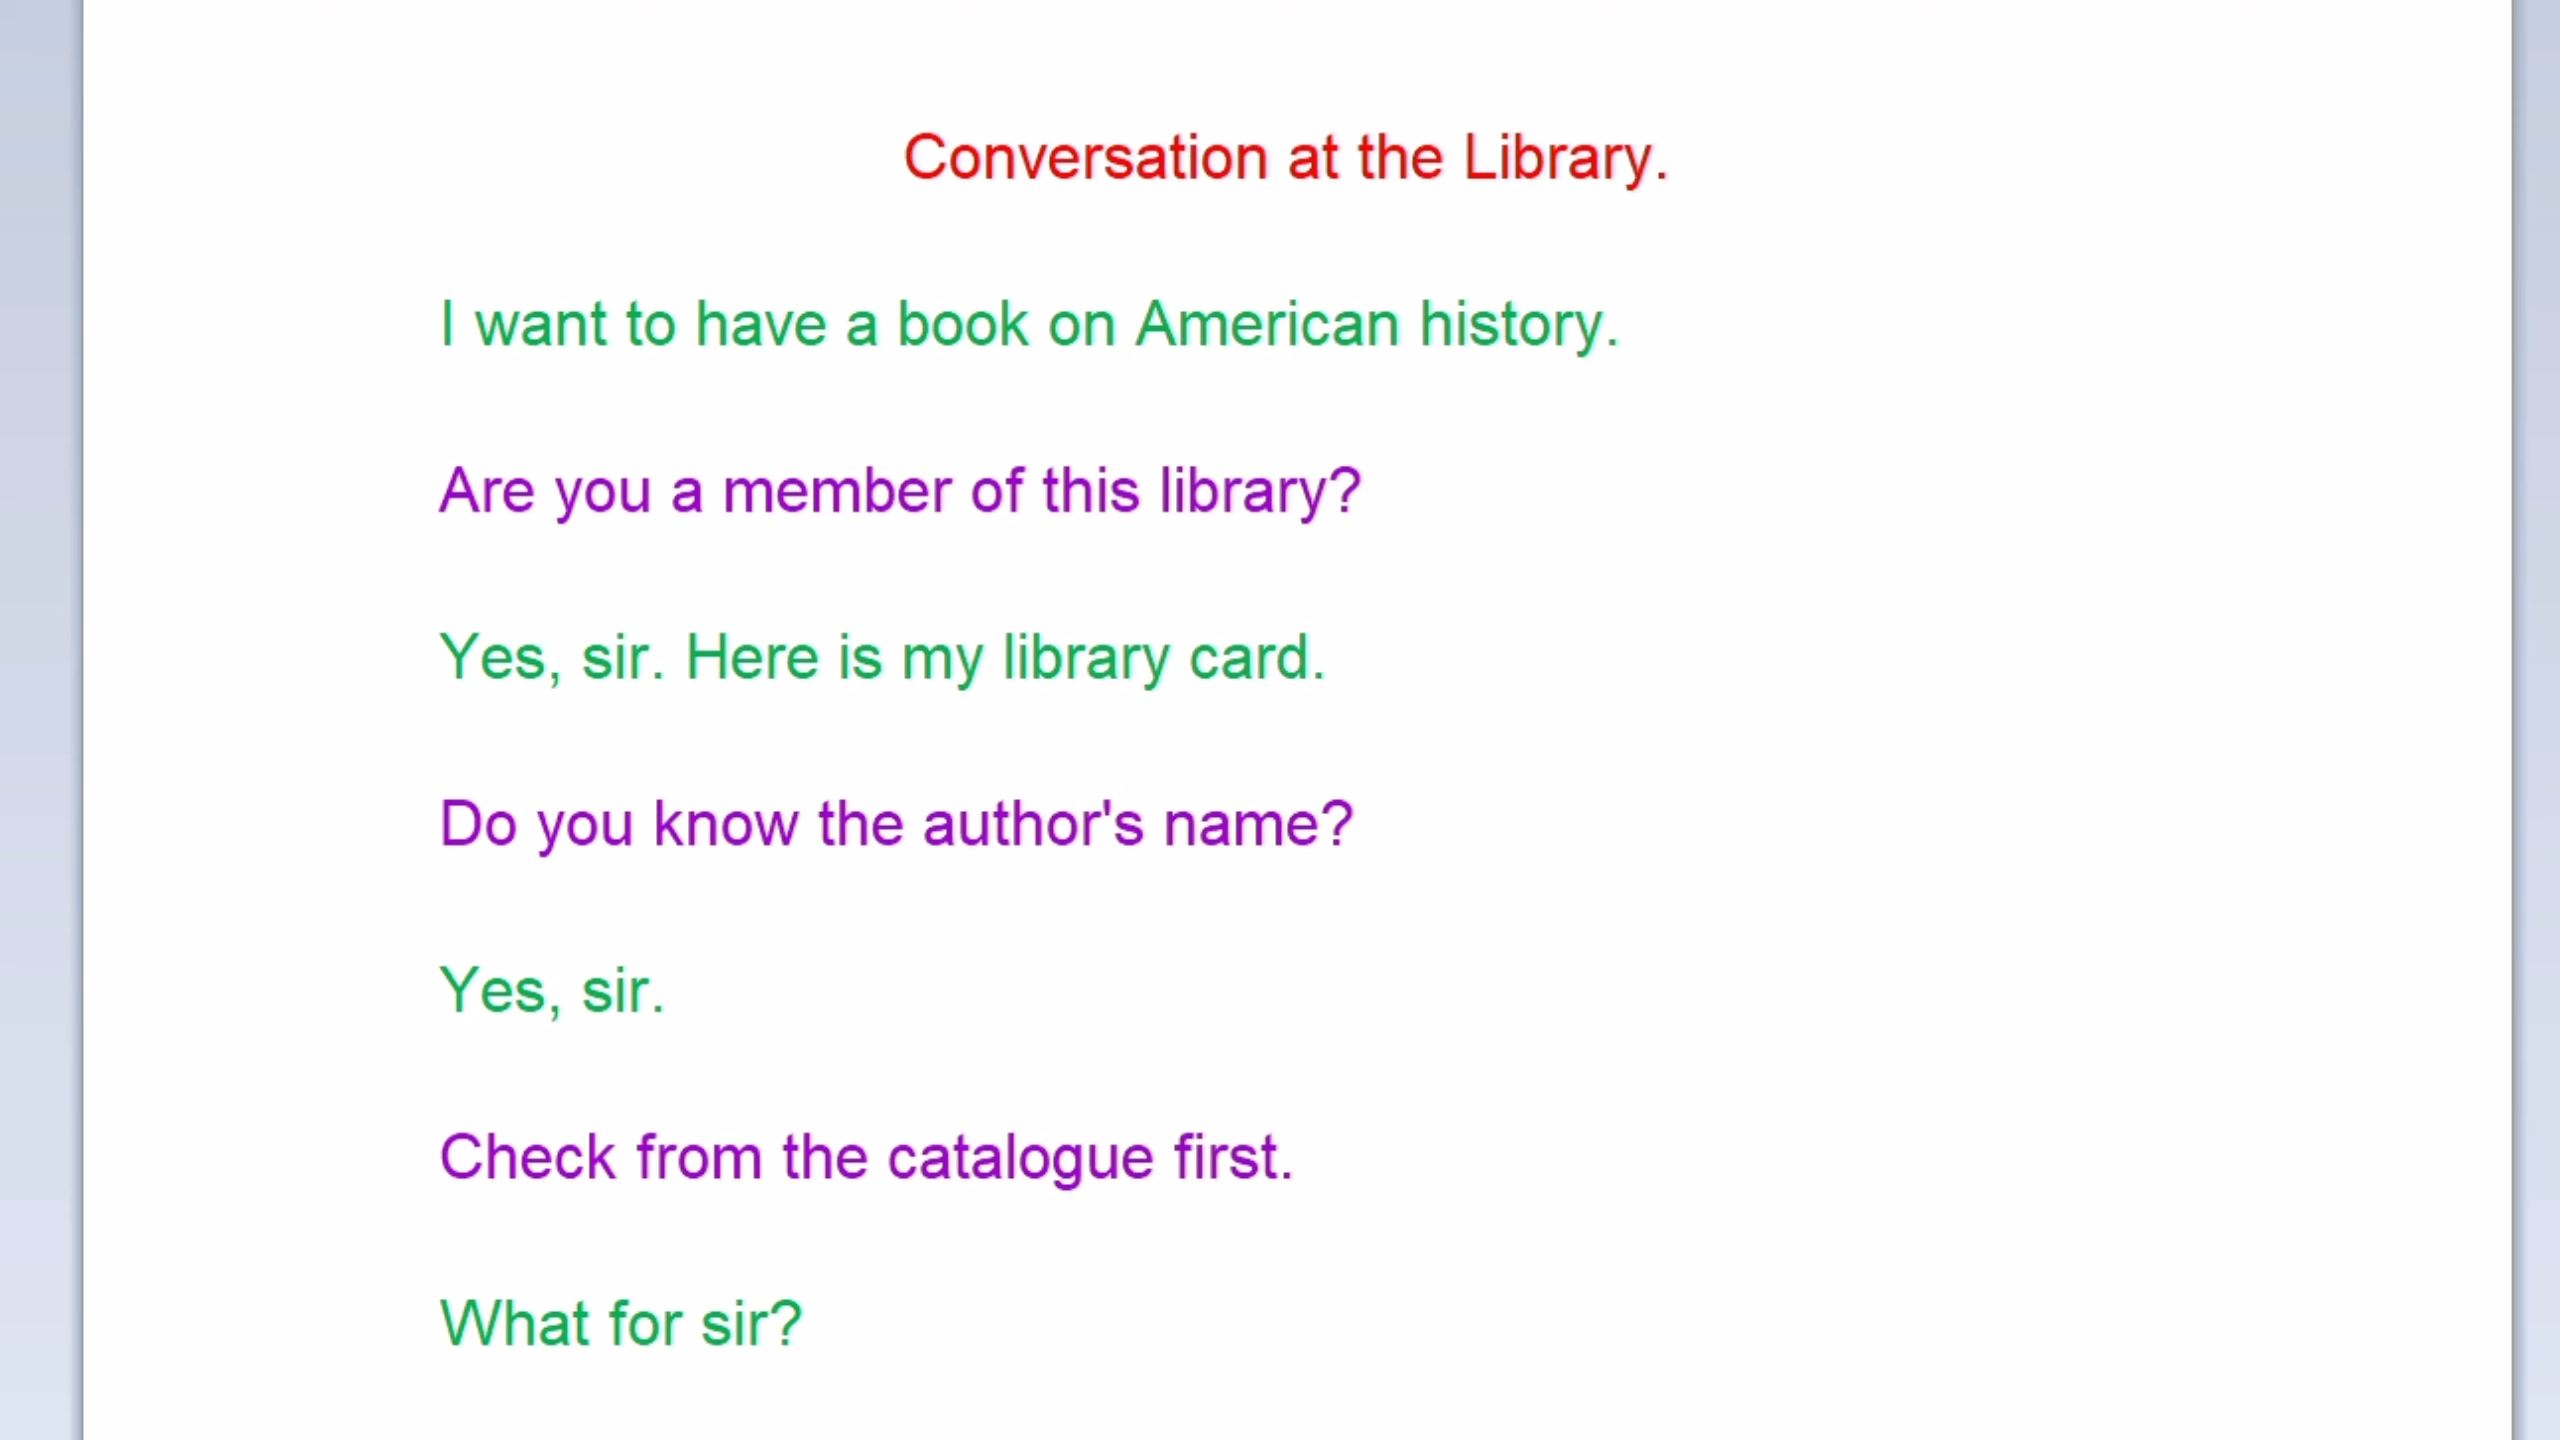 Conversation at the Library.
I want to have a book on American history.
Are you a member of this library?
Yes, sir. Here is my library card.
Do you know the author's name?
Yes, sir.
Check from the catalogue first.
What for sir?